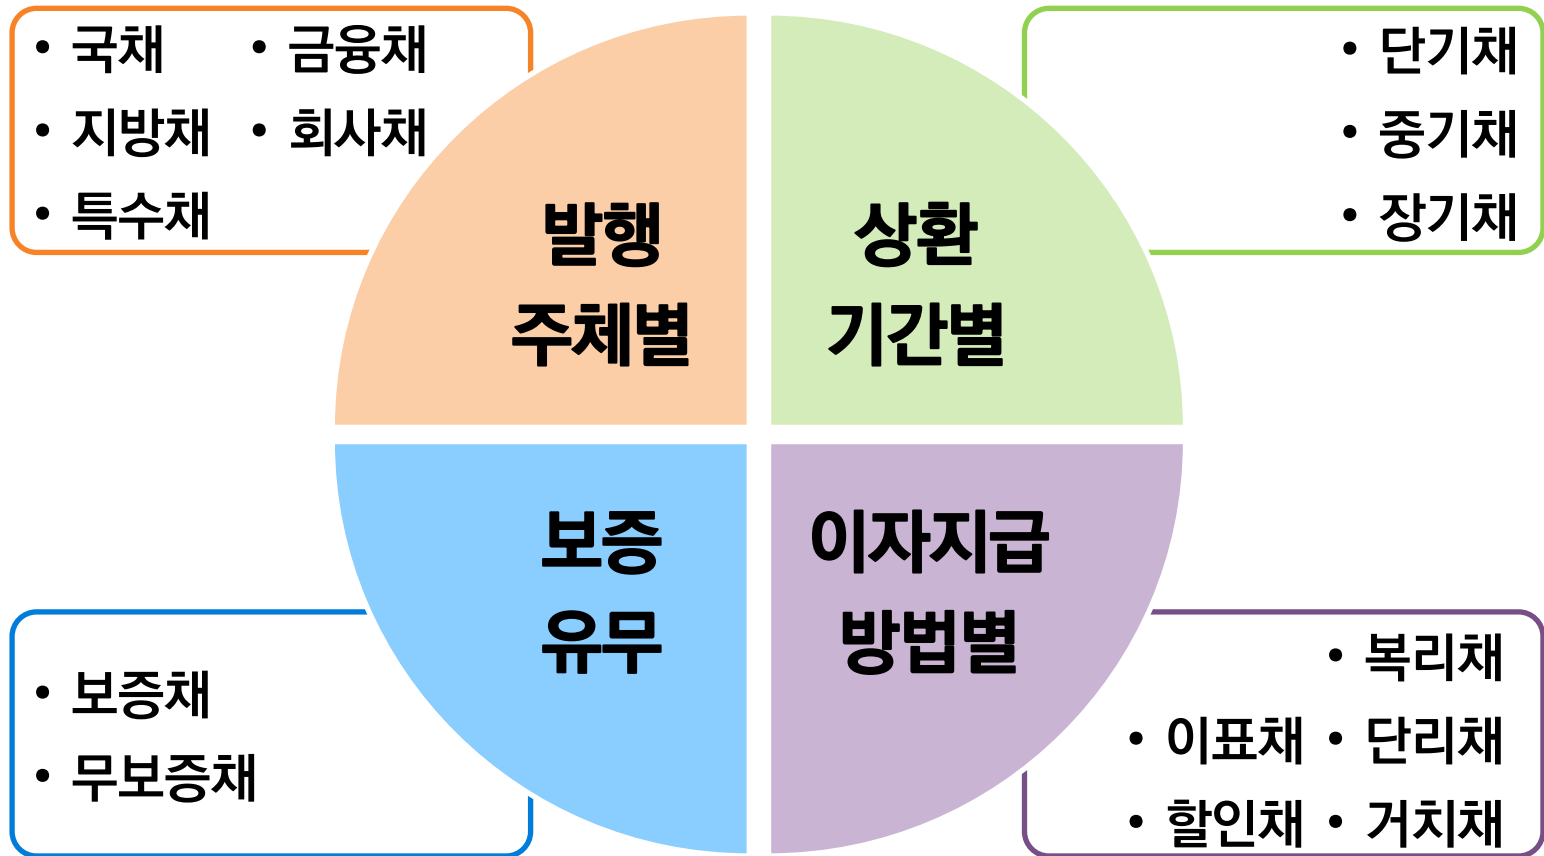 • 국채 • 금융채
• 지방채 • 회사채
• 특수채
발행
주체별
• 단기채
• 중기채
• 장기채
상환
기간별
보증
유무
• 보증채
• 무보증채
이자지급
방법별
• 복리채
• 이표채 • 단리채
• 할인채 • 거치채